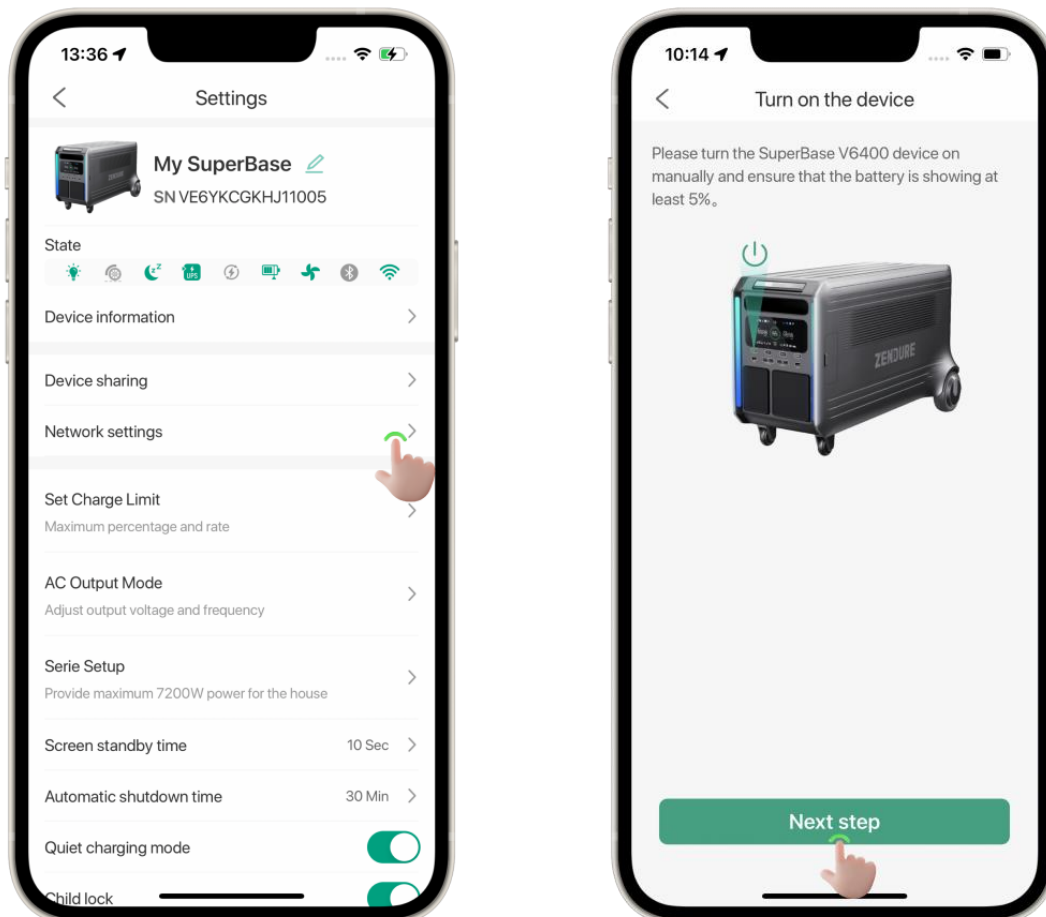 13:36
Settings
My SuperBase
SN VE6YKCGKHJ11005
State
UPS
Device information
Device sharing
Network settings
Set Charge Limit
Maximum percentage and rate
AC Output Mode
Adjust output voltage and frequency
Serie Setup
Provide maximum 7200W power for the house
Screen standby time 10 Sec
Automatic shutdown time 30 Min
Quiet charging mode
Child lock
10:14
Turn on the device
Please turn the SuperBase V6400 device on
manually and ensure that the battery is showing at
least 5%。
ZENDURE
Next step